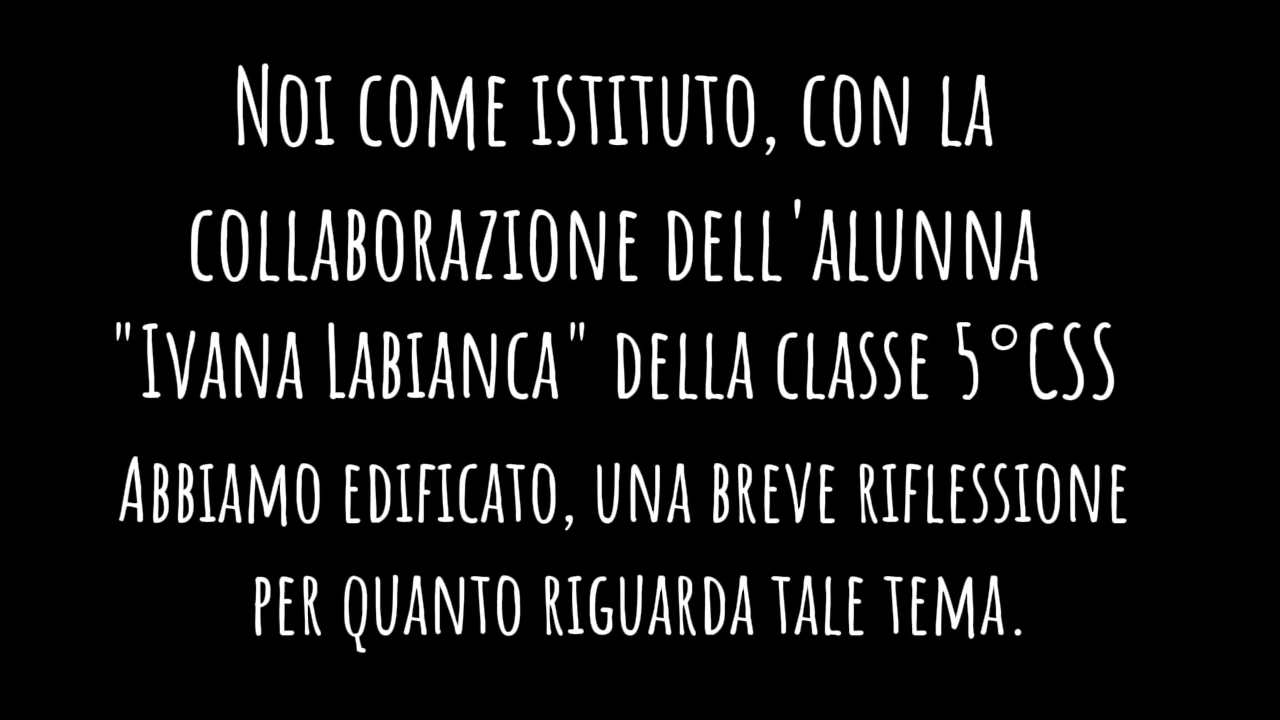 Noi come istituto, con la
collaborazione dell'alunna
"Ivana Labianca" della classe 5°CSS
Abbiamo edificato, una breve riflessione
per quanto riguarda tale tema.